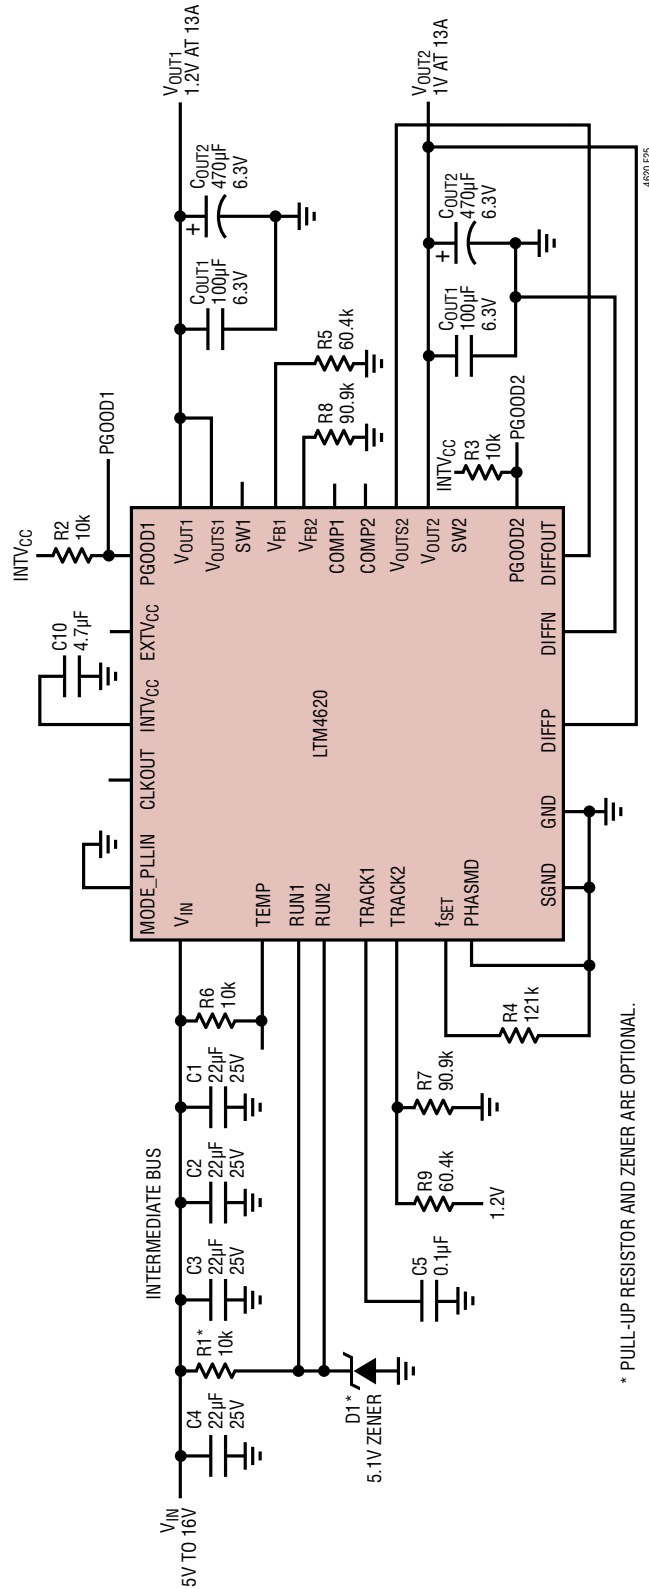 INTERMEDIATE BUS
VIN
5V TO 16V
C4
22µF
25V
R1*
10k
C3
22µF
25V
C2
22µF
25V
C1
22µF
25V
R6
10k
D1*
5.1V ZENER
C5
0.1µF
R9
60.4k
1.2V
R7
90.9k
R4
121k
* PULL-UP RESISTOR AND ZENER ARE OPTIONAL.
MODE_PLLIN
CLKOUT
INTVCC
EXTVCC
PGOOD1
VIN
TEMP
RUN1
RUN2
TRACK1
TRACK2
fSET
PHASMD
LTM4620
VOUT1
VOUTS1
SW1
VFB1
VFB2
COMP1
COMP2
VOUTS2
VOUT2
SW2
PGOOD2
SGND
GND
DIFFP
DIFFN
DIFFOUT
C10
4.7µF
INTVCC
R2
10k
PGOOD1
VOUT1
1.2V AT 13A
COUT1
100µF
6.3V
+
COUT2
470µF
6.3V
R5
60.4k
R8
90.9k
INTVCC
R3
10k
PGOOD2
COUT1
100µF
6.3V
+
COUT2
470µF
6.3V
VOUT2
1V AT 13A
4620 F25